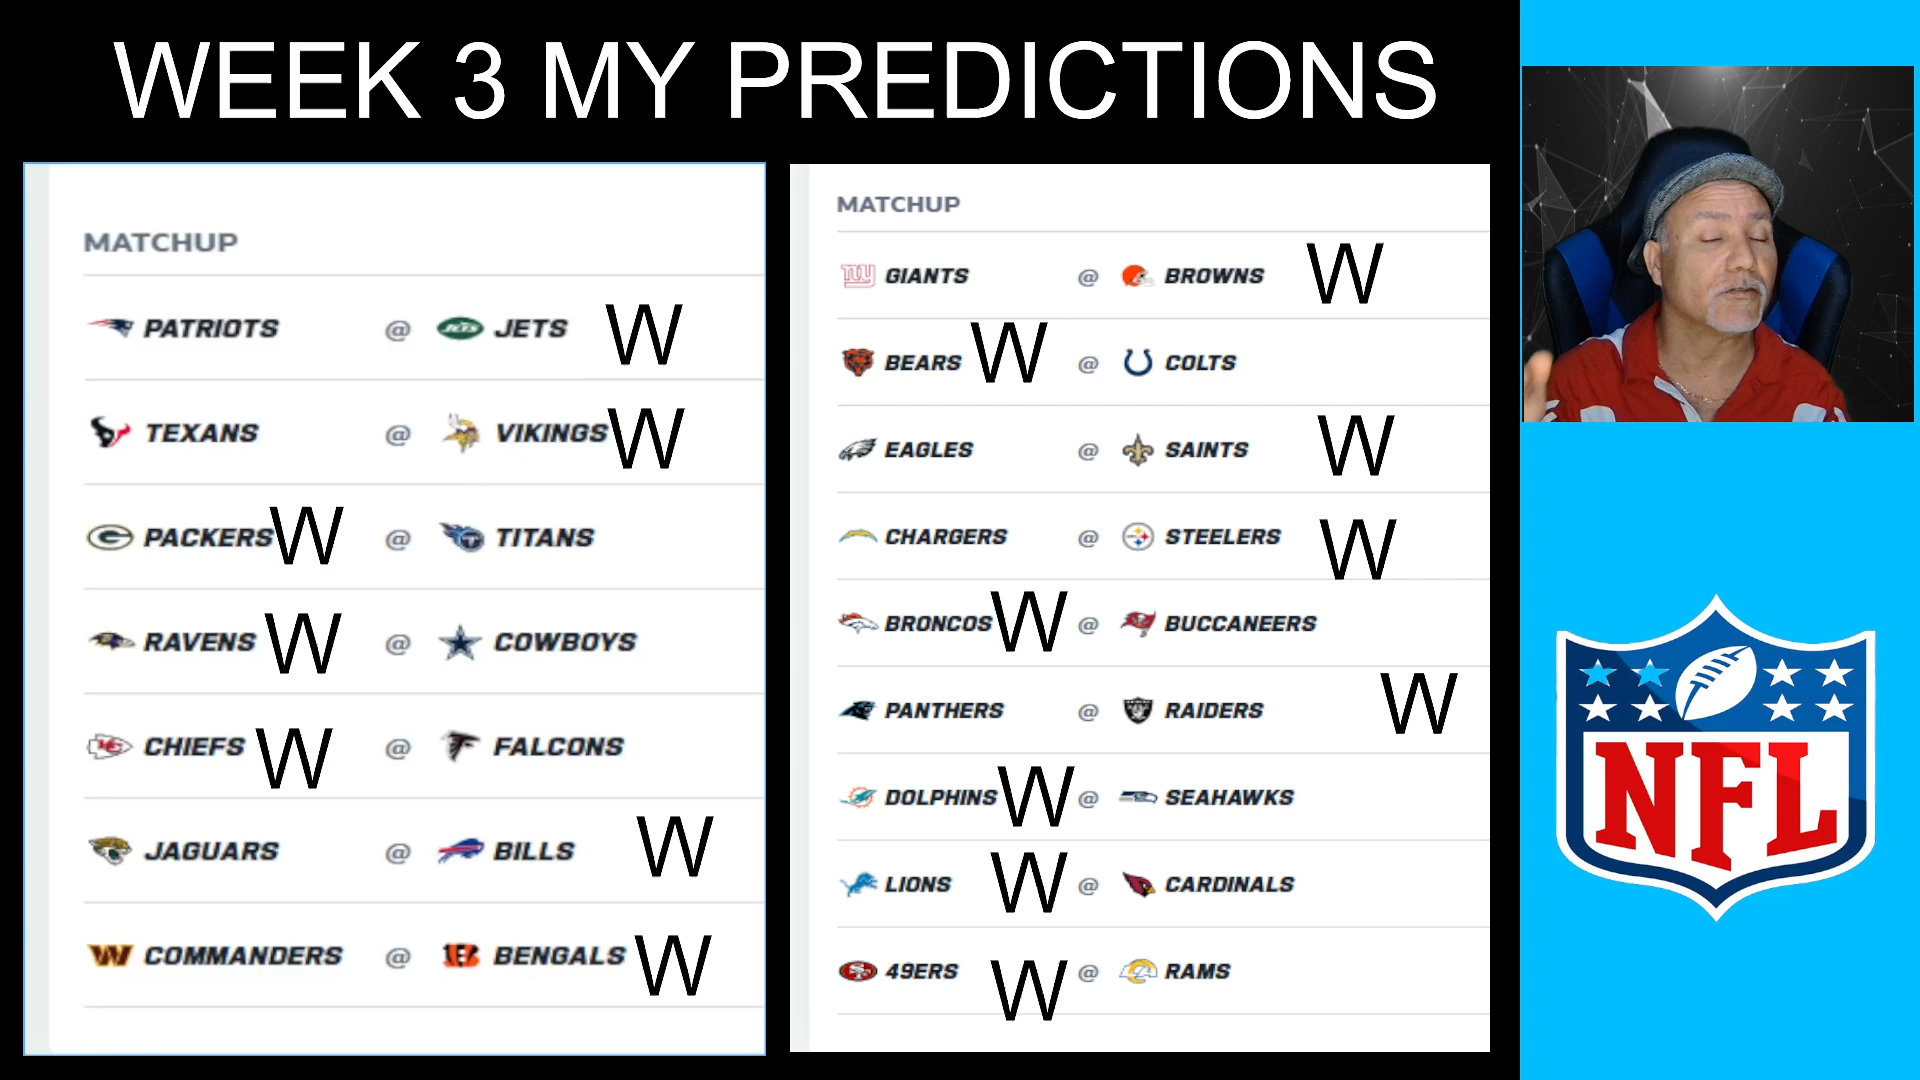 WEEK 3 MY PREDICTIONS
MATCHUP
PATRIOTS @ JETS W
TEXANS @ VIKINGS W
PACKERS W @ TITANS
RAVENS W @ COWBOYS
CHIEFS W @ FALCONS
JAGUARS @ BILLS W
COMMANDERS @ BENGALS W
MATCHUP
GIANTS @ BROWNS W
BEARS W @ COLTS
EAGLES @ SAINTS W
CHARGERS @ STEELERS W
BRONCOS W @ BUCCANEERS
PANTHERS @ RAIDERS W
DOLPHINS W @ SEAHAWKS
LIONS W @ CARDINALS
49ERS W @ RAMS
NFL